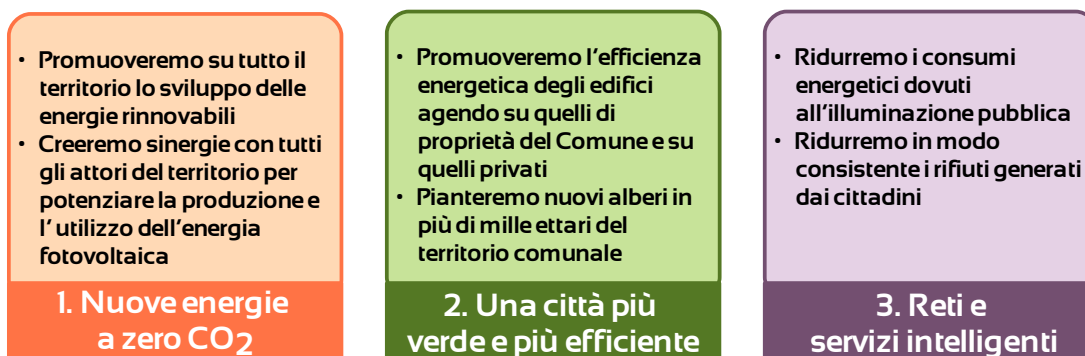 • Promuoveremo su tutto il
territorio lo sviluppo delle
energie rinnovabili
• Creeremo sinergie con tutti
gli attori del territorio per
potenziare la produzione e
l' utilizzo dell'energia
fotovoltaica
1. Nuove energie
a zero CO2
• Promuoveremo l'efficienza
energetica degli edifici
agendo su quelli di
proprietà del Comune e su
quelli privati
• Pianteremo nuovi alberi in
più di mille ettari del
territorio comunale
2. Una città più
verde e più efficiente
• Ridurremo i consumi
energetici dovuti
all'illuminazione pubblica
• Ridurremo in modo
consistente i rifiuti generati
dai cittadini
3. Reti e
servizi intelligenti